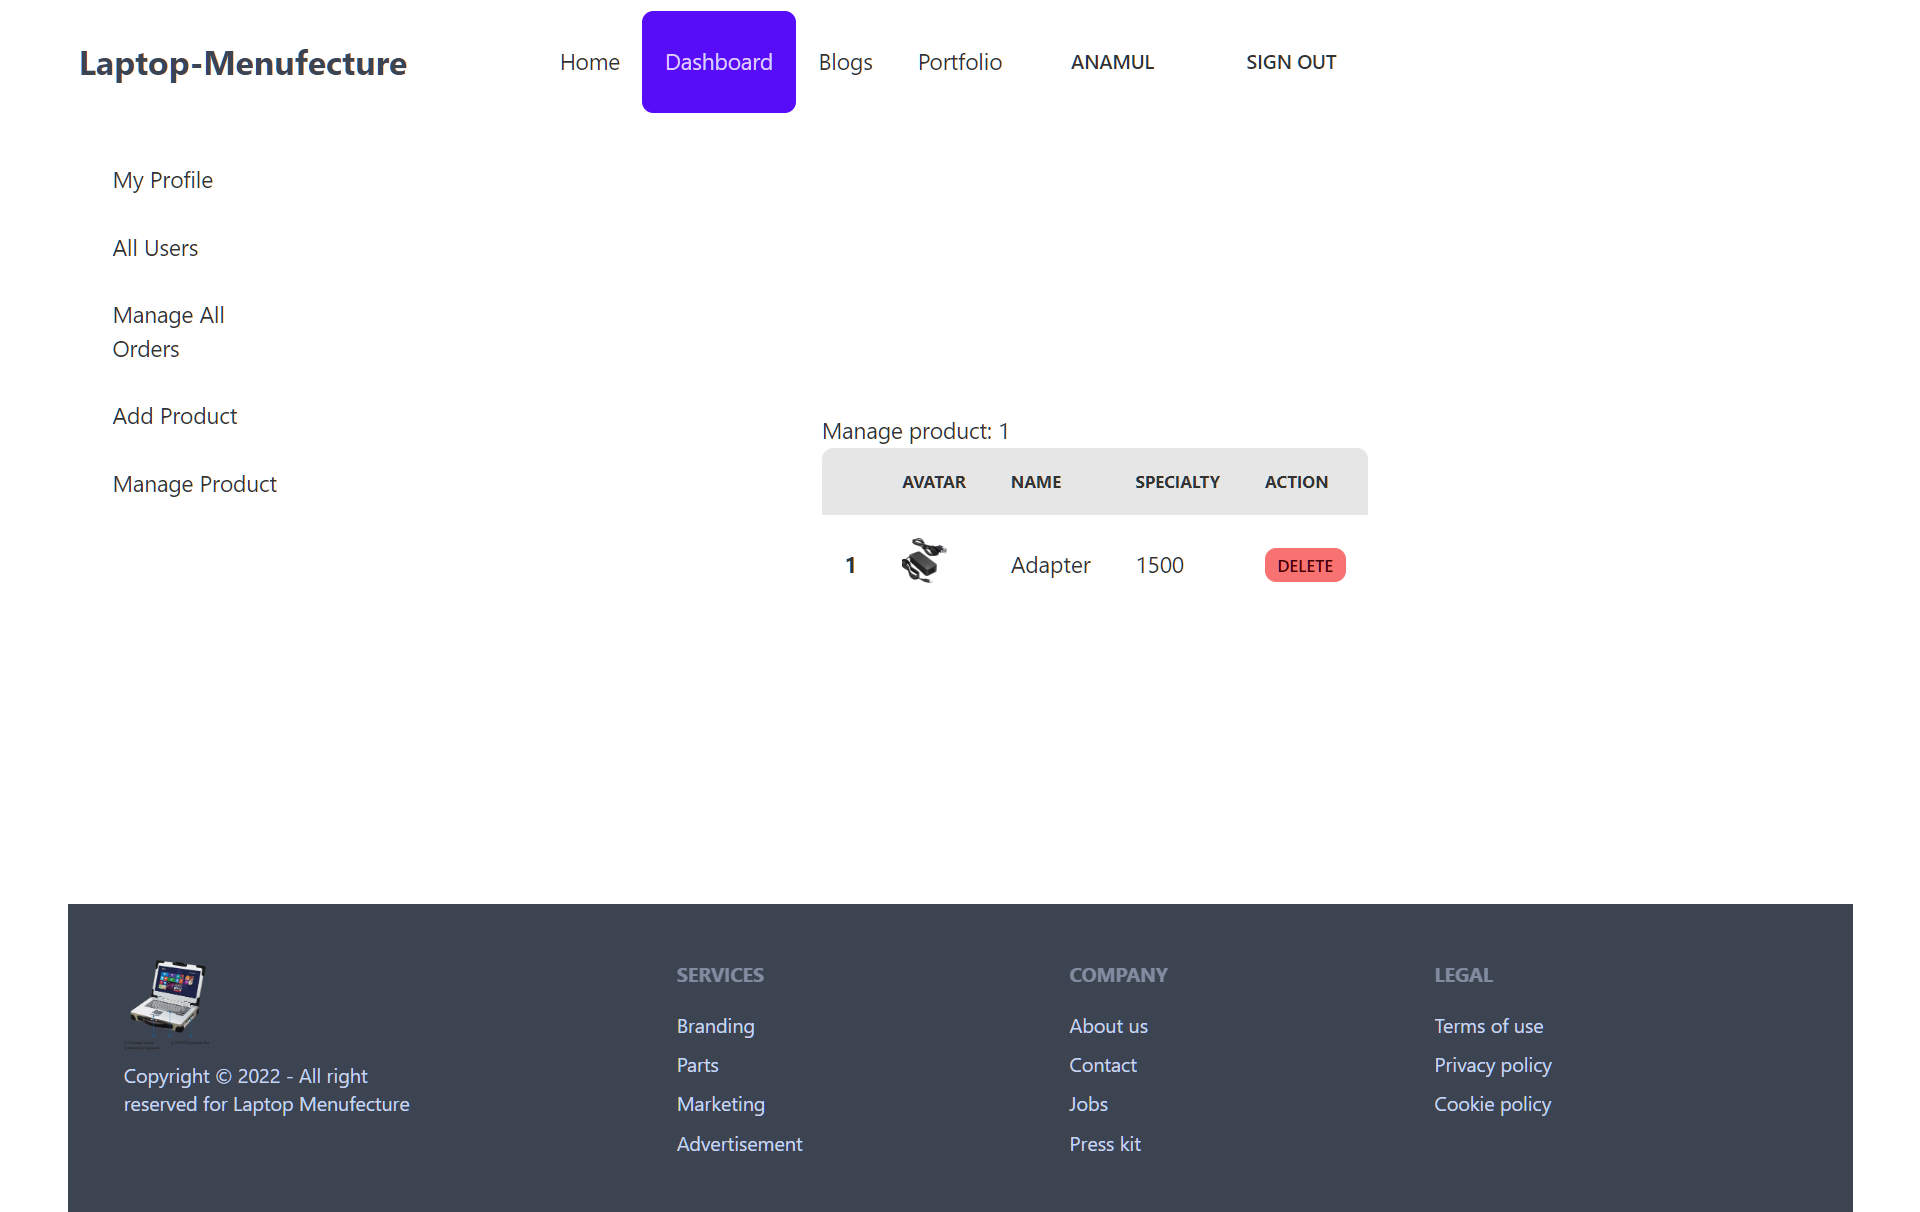 Laptop-Menufecture
Home
Dashboard
Blogs
Portfolio
ANAMUL
SIGN OUT
My Profile
All Users
Manage All
Orders
Add Product
Manage Product
Manage product: 1
AVATAR NAME SPECIALTY ACTION
1 Adapter 1500 DELETE
Copyright © 2022 - All right
reserved for Laptop Menufecture
SERVICES
Branding
Parts
Marketing
Advertisement
COMPANY
About us
Contact
Jobs
Press kit
LEGAL
Terms of use
Privacy policy
Cookie policy